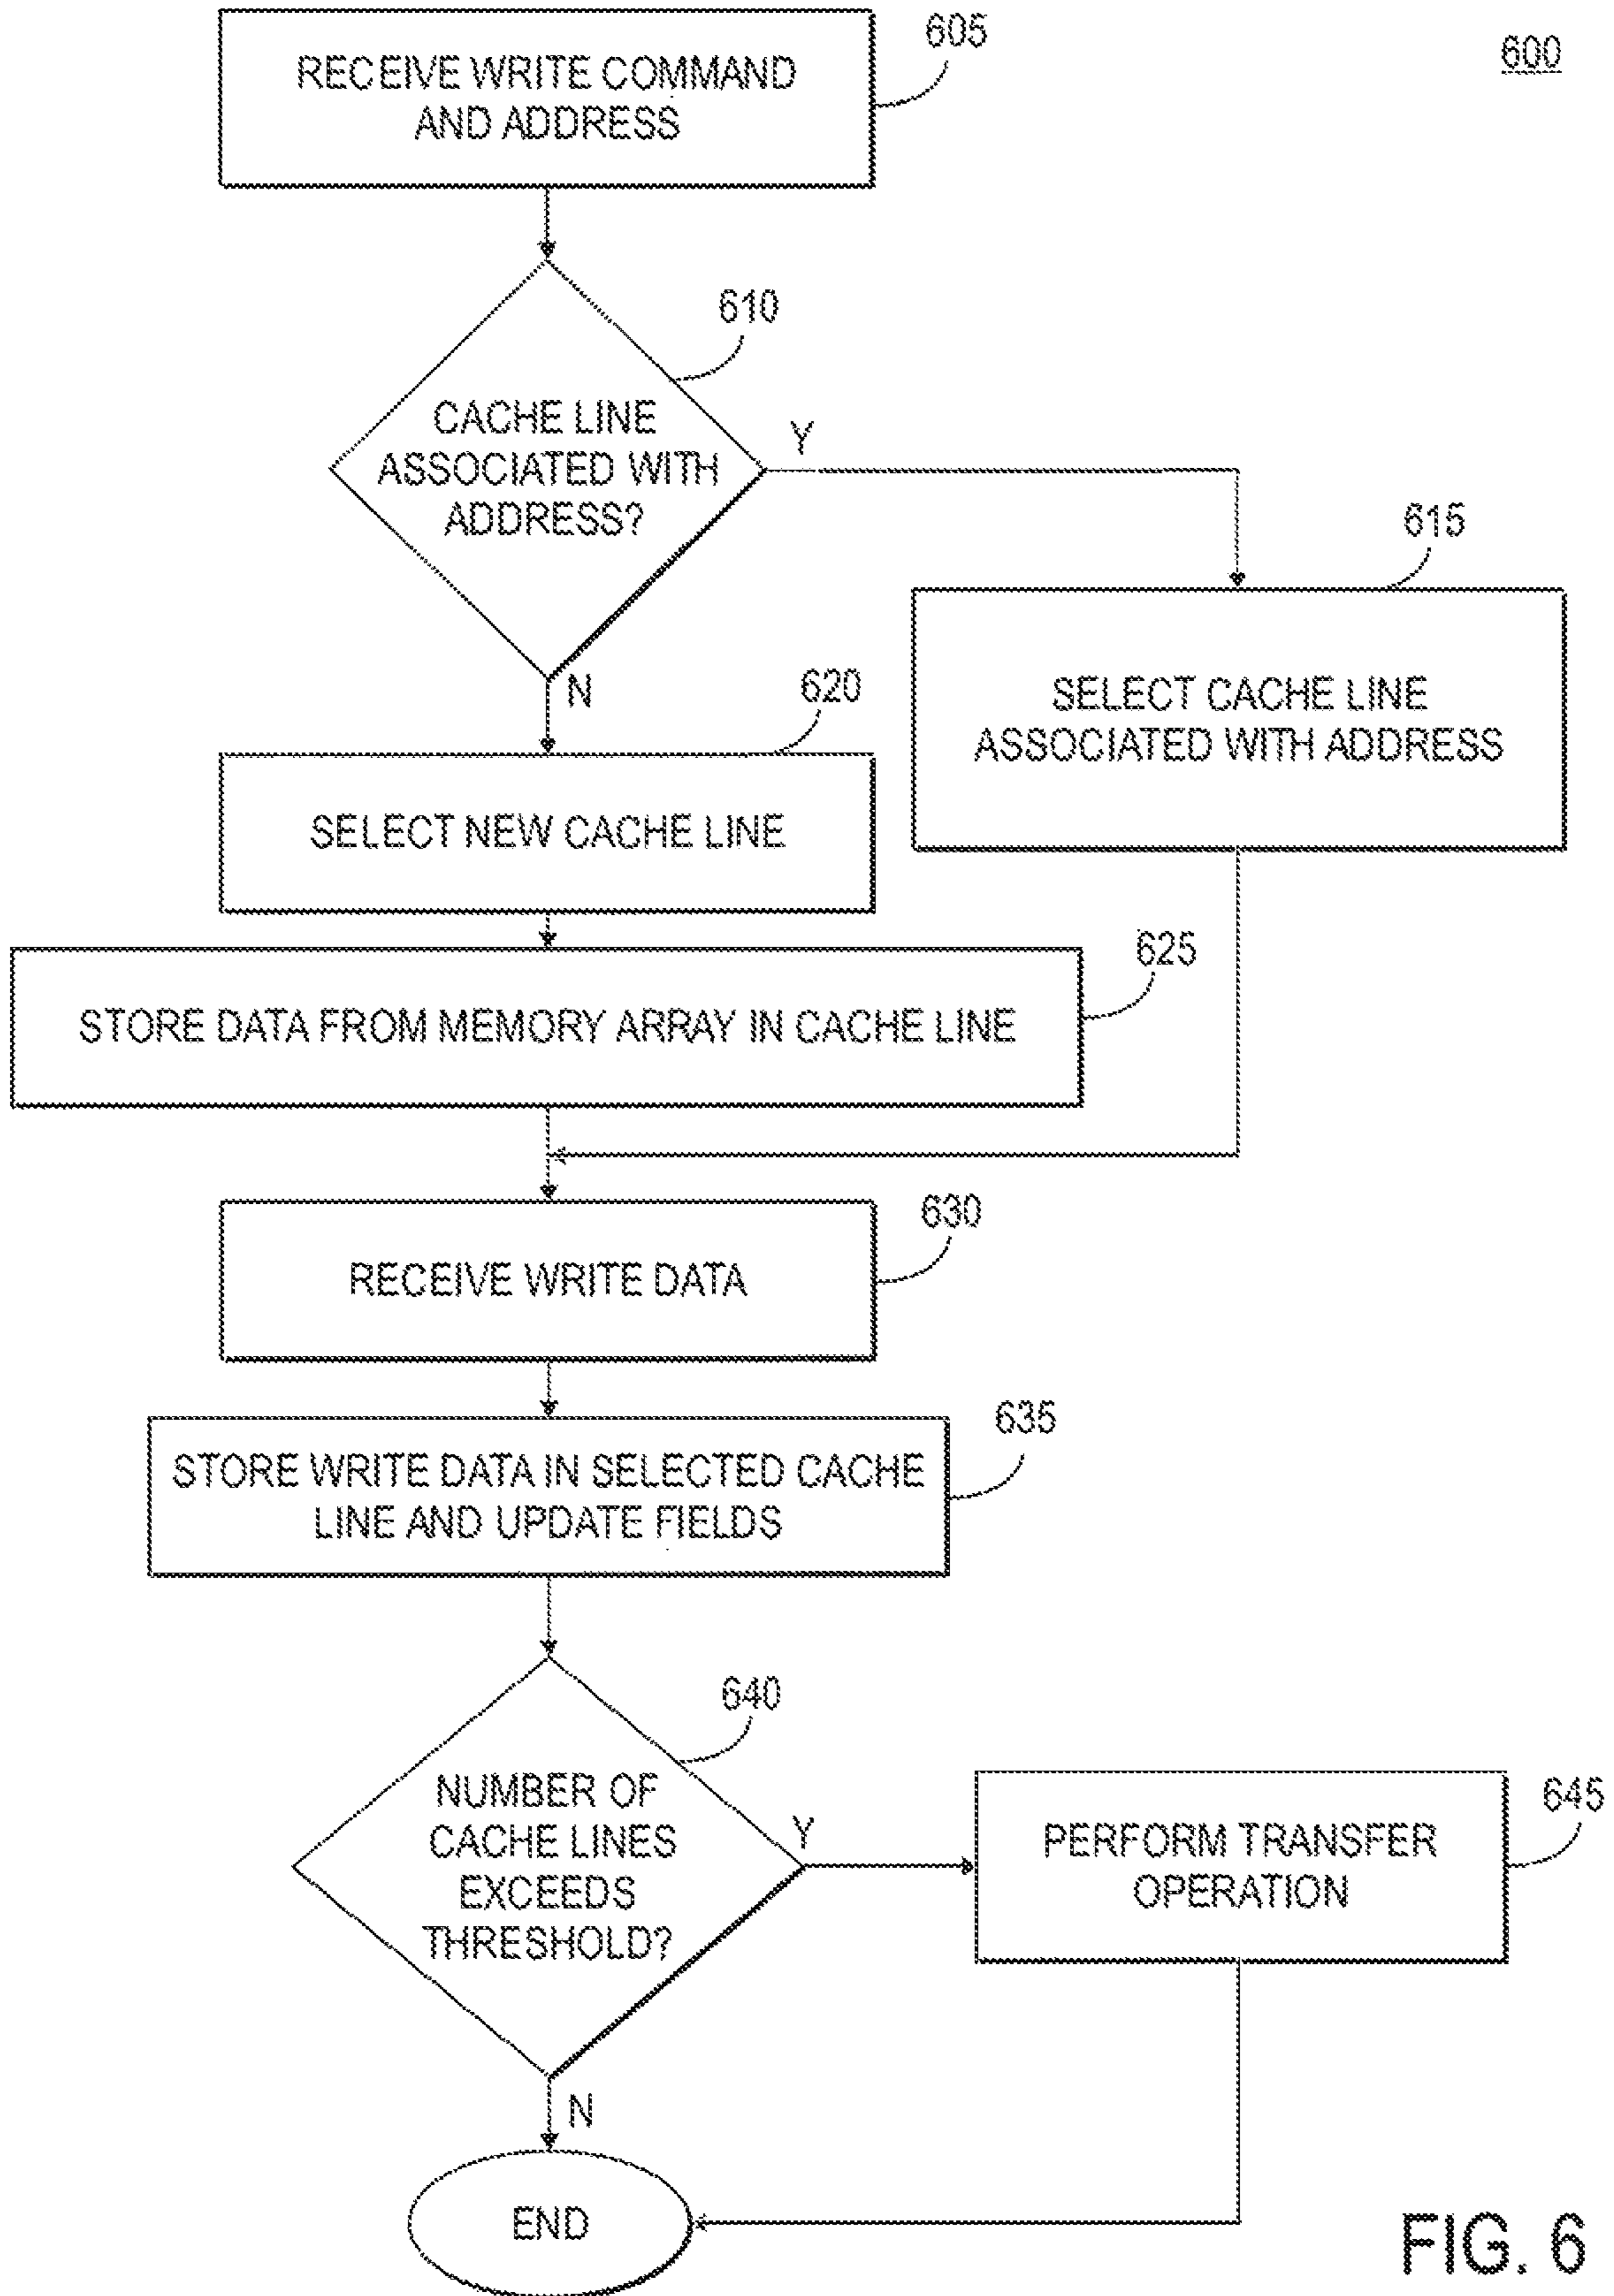 600
605
RECEIVE WRITE COMMAND
AND ADDRESS
610
CACHE LINE
ASSOCIATED WITH
ADDRESS?
Y
N
615
SELECT CACHE LINE
ASSOCIATED WITH ADDRESS
620
SELECT NEW CACHE LINE
625
STORE DATA FROM MEMORY ARRAY IN CACHE LINE
630
RECEIVE WRITE DATA
635
STORE WRITE DATA IN SELECTED CACHE
LINE AND UPDATE FIELDS
640
NUMBER OF
CACHE LINES
EXCEEDS
THRESHOLD?
Y
N
645
PERFORM TRANSFER
OPERATION
END
FIG. 6